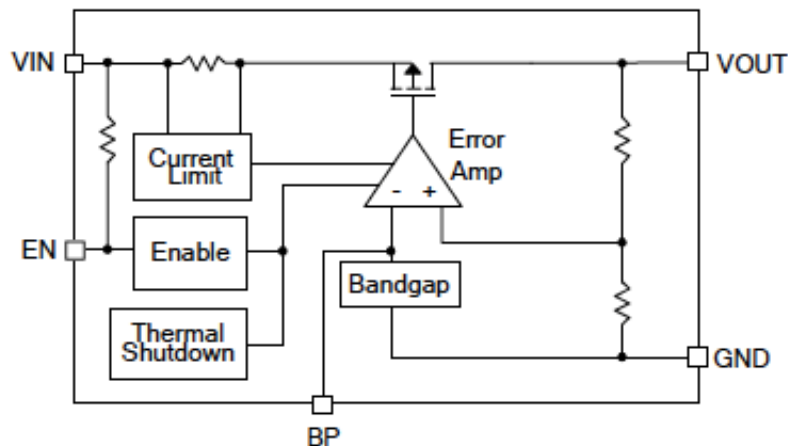 VIN
VOUT
Current
Limit
Error
Amp
- +
EN
Enable
Bandgap
Thermal
Shutdown
GND
BP